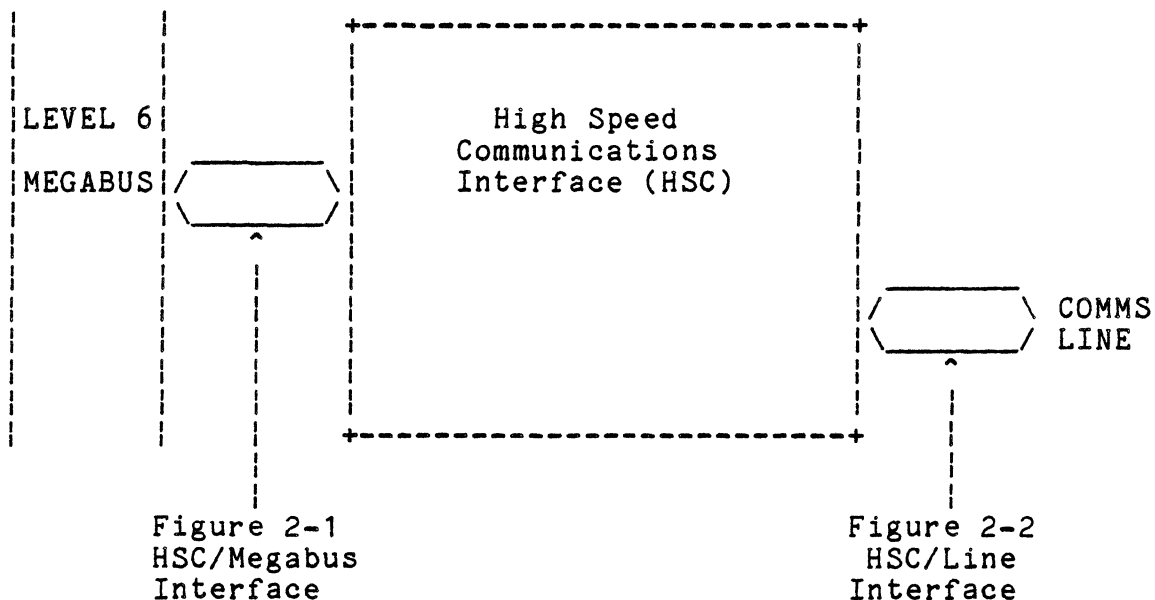 LEVEL 6
MEGABUS
High Speed
Communications
Interface (HSC)
COMMS
LINE
Figure 2-1
HSC/Megabus
Interface
Figure 2-2
HSC/Line
Interface